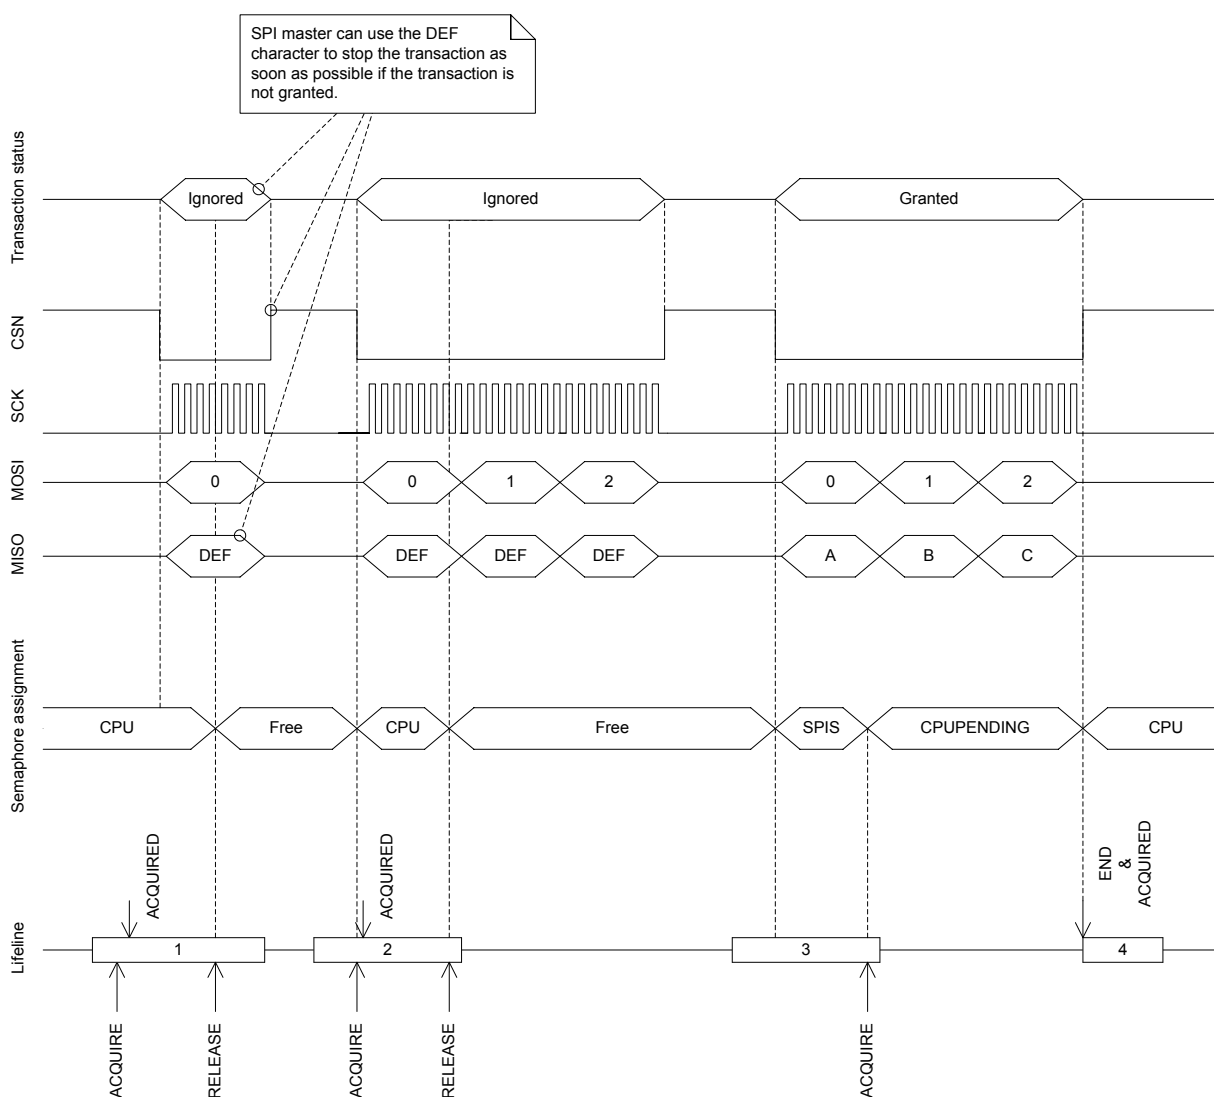 SPI master can use the DEF
character to stop the transaction as
soon as possible if the transaction is
not granted.
Transaction status
Ignored
Ignored
Granted
CSN
SCK
MOSI
0
0
1
2
0
1
2
MISO
DEF
DEF
DEF
DEF
A
B
C
Semaphore assignment
CPU
Free
CPU
Free
SPIS
CPUPENDING
CPU
ACQUIRED
ACQUIRED
END
&
ACQUIRED
Lifeline
1
2
3
4
ACQUIRE
RELEASE
ACQUIRE
RELEASE
ACQUIRE